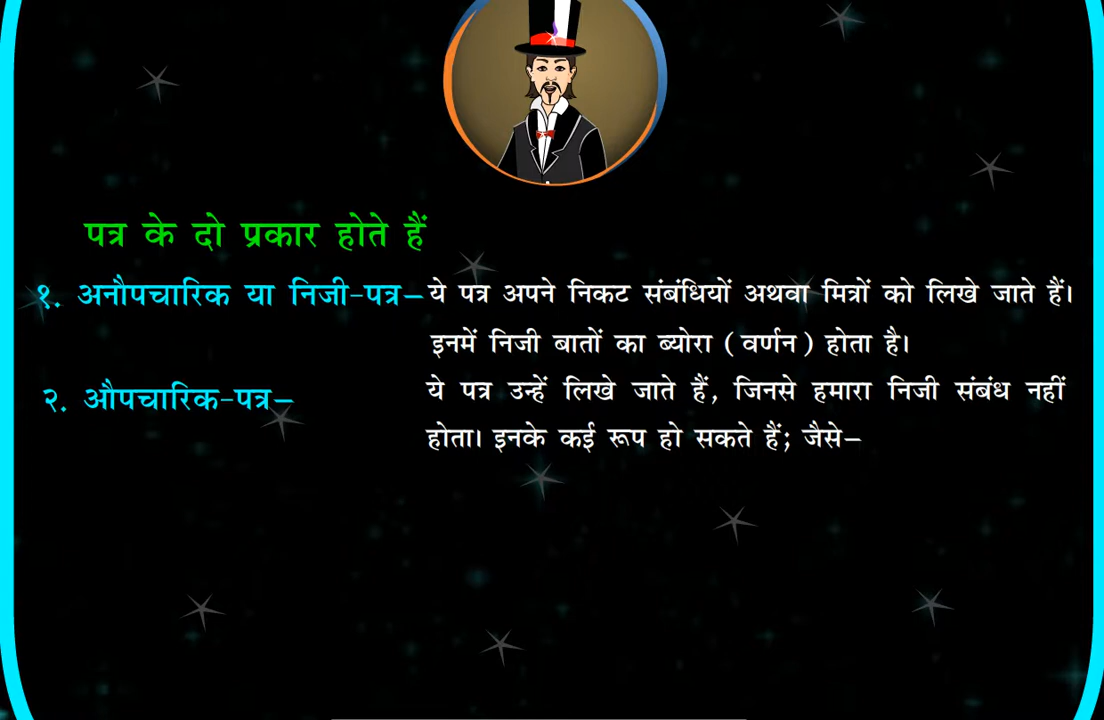 पत्र के दो प्रकार होते हैं
१. अनौपचारिक या निजी-पत्र– ये पत्र अपने निकट संबंधियों अथवा मित्रों को लिखे जाते हैं।
इनमें निजी बातों का ब्योरा (वर्णन) होता है।
२. औपचारिक-पत्र– ये पत्र उन्हें लिखे जाते हैं, जिनसे हमारा निजी संबंध नहीं
होता। इनके कई रूप हो सकते हैं; जैसे–